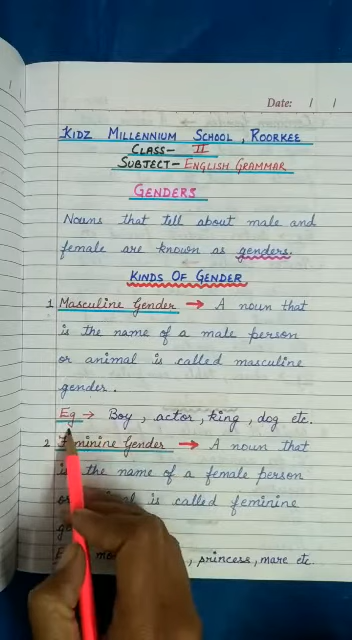 Date: / /
KIDZ MILLENNIUM SCHOOL, ROORKEE
CLASS- II
SUBJECT- ENGLISH GRAMMAR
GENDERS
Nouns that tell about male and
female are known as genders.
KINDS OF GENDER
1 Masculine Gender → A noun that
is the name of a male person
or animal is called masculine
gender.
Eg → Boy, actor, king, dog etc.
2 Feminine Gender → A noun that
is the name of a female person
or animal is called feminine
, princess, mare etc.